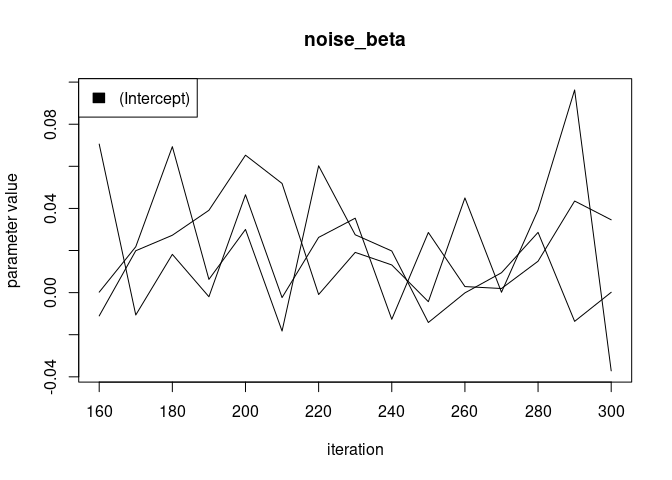 noise_beta
(Intercept)
parameter value
0.08
0.04
0.00
-0.04
160 180 200 220 240 260 280 300
iteration